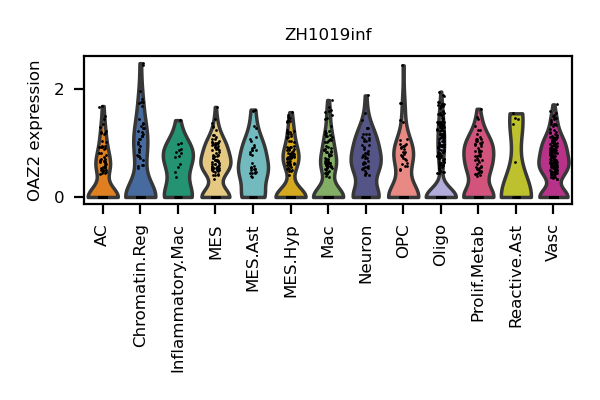 ZH1019inf
OAZ2 expression
2
0
AC
Chromatin.Reg
Inflammatory.Mac
MES
MES.Ast
MES.Hyp
Mac
Neuron
OPC
Oligo
Prolif.Metab
Reactive.Ast
Vasc